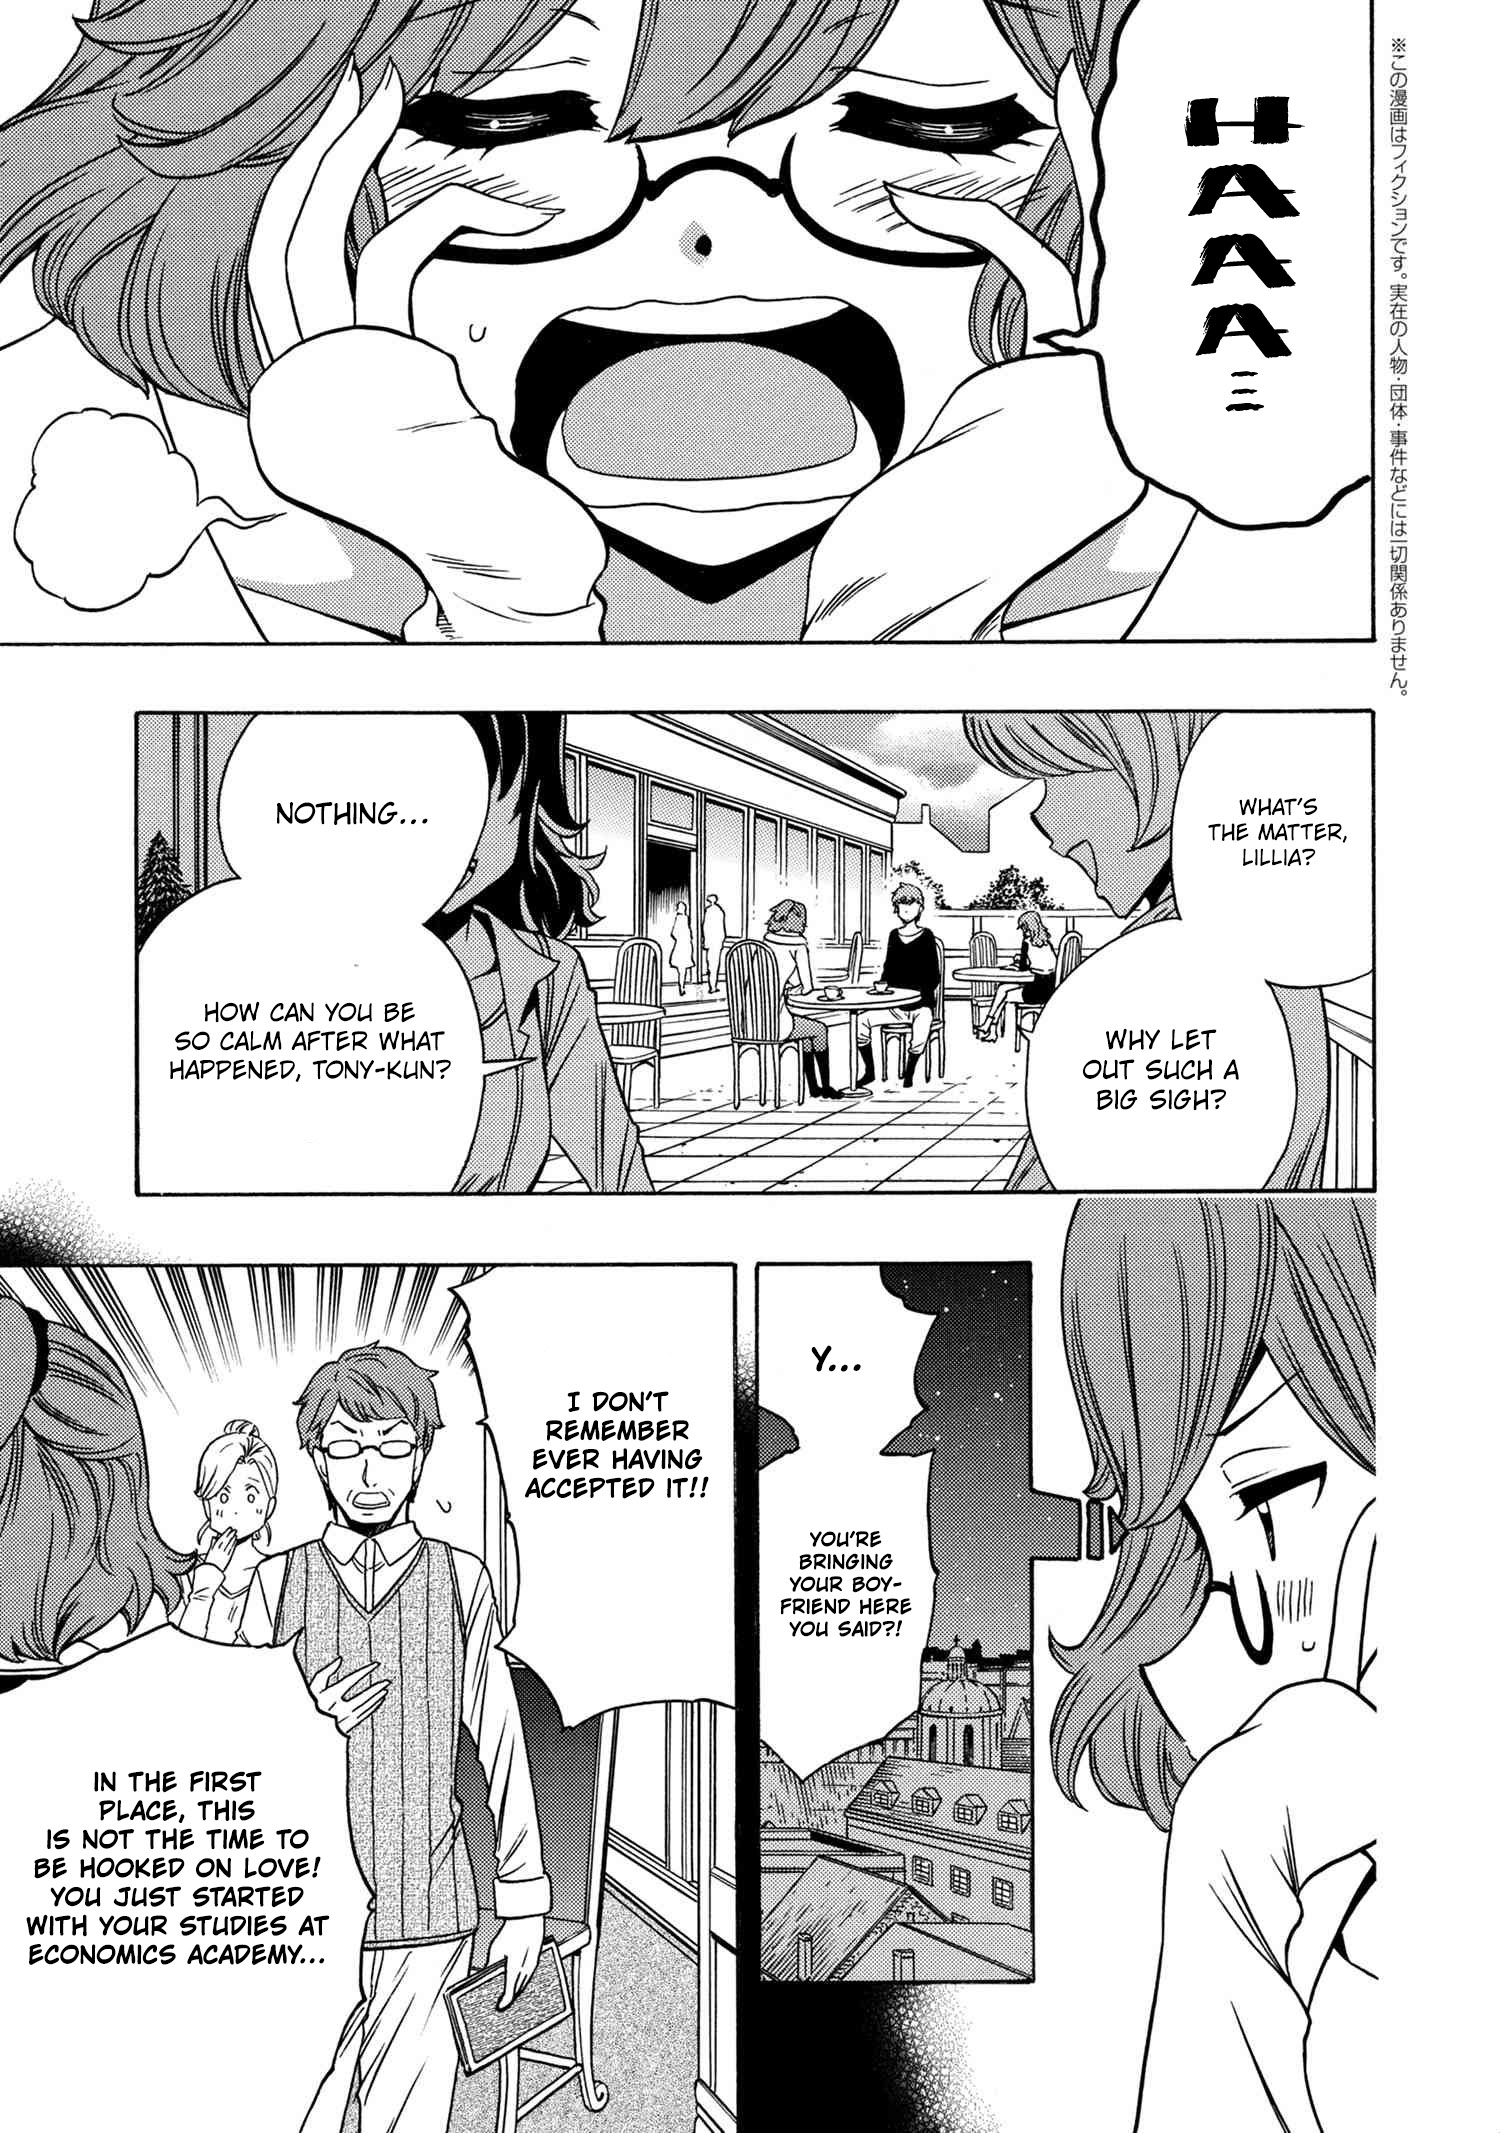 ※この漫画はフィクションです。実在の人物・団体・事件などには一切関係ありません。
HAAA...
WHAT'S
THE MATTER,
LILLIA?
WHY LET
OUT SUCH A
BIG SIGH?
NOTHING...
HOW CAN YOU BE
SO CALM AFTER WHAT
HAPPENED, TONY-KUN?
Y...
YOU'RE
BRINGING
YOUR BOY-
FRIEND HERE
YOU SAID?!
I DON'T
REMEMBER
EVER HAVING
ACCEPTED IT!!
IN THE FIRST
PLACE, THIS
IS NOT THE TIME TO
BE HOOKED ON LOVE!
YOU JUST STARTED
WITH YOUR STUDIES AT
ECONOMICS ACADEMY...